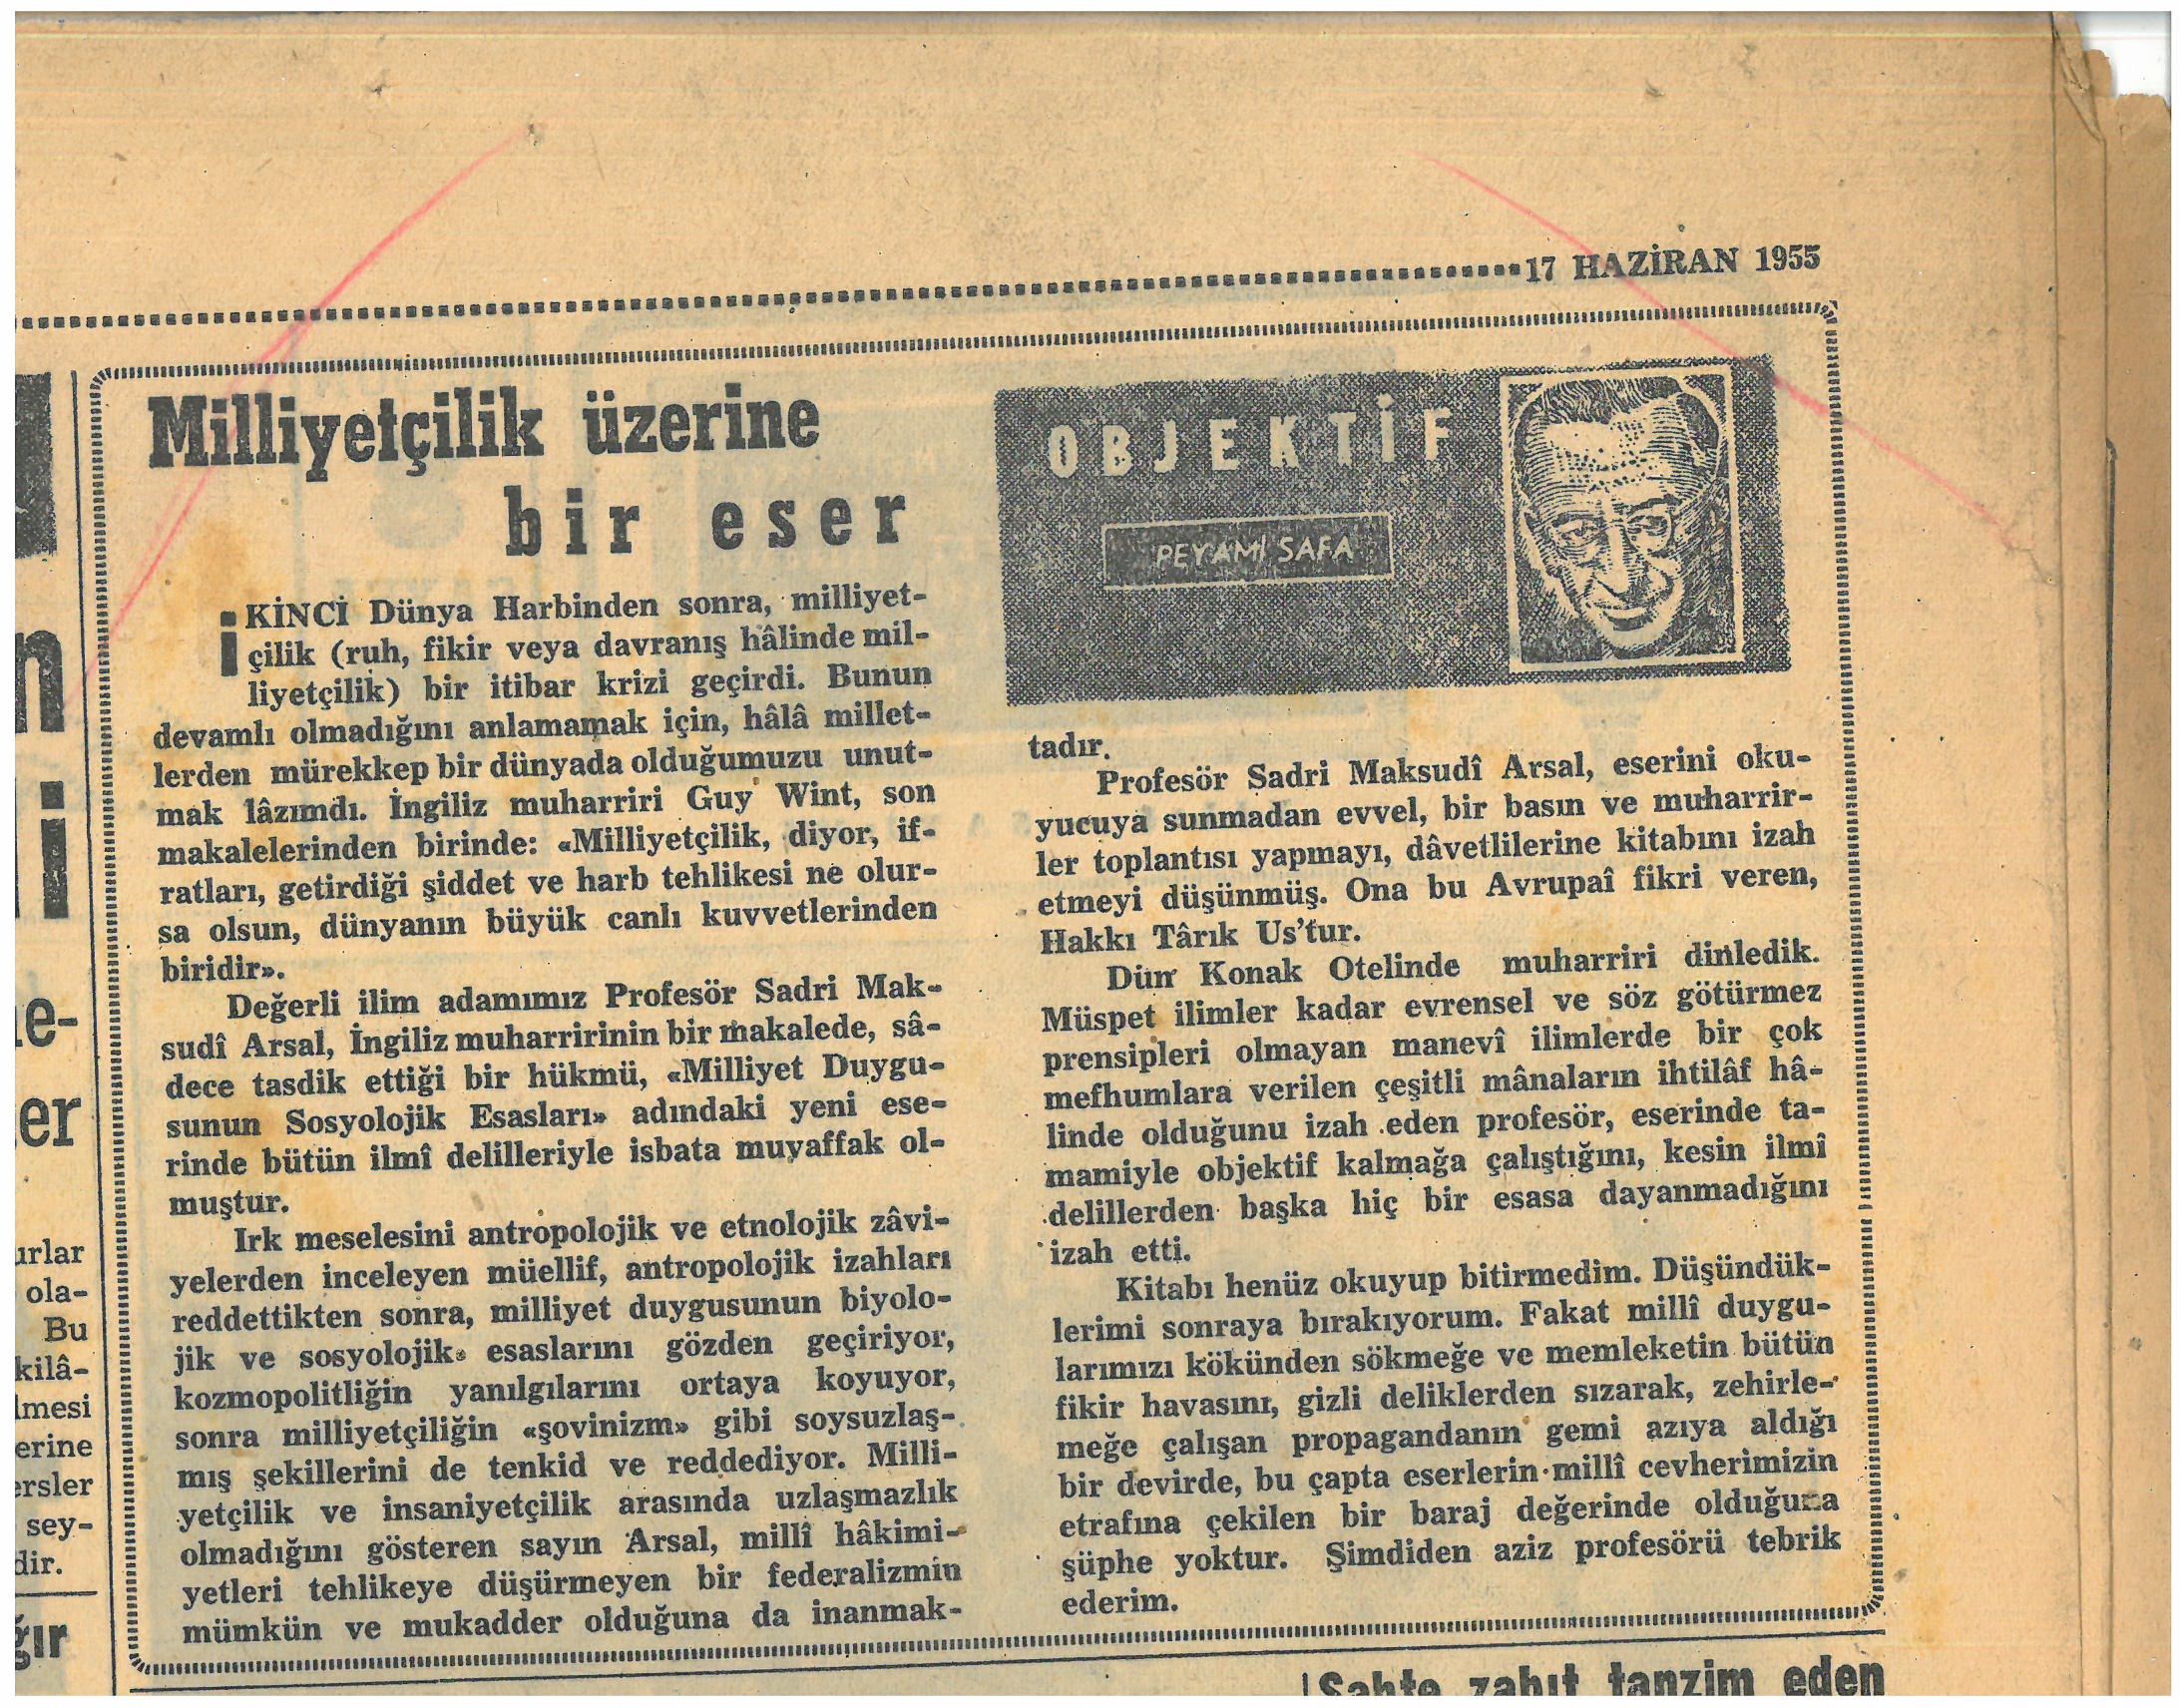 17 HAZİRAN 1955
Milliyetçilik üzerine
bir eser
OBJEKTİF
PEYAMİ SAFA
İKİNCİ Dünya Harbinden sonra, milliyet-
çilik (ruh, fikir veya davranış hâlinde mil-
liyetçilik) bir itibar krizi geçirdi. Bunun
devamlı olmadığını anlamamak için, hâlâ millet-
lerden mürekkep bir dünyada olduğumuzu unut-
mak lâzımdı. İngiliz muharriri Guy Wint, son
makalelerinden birinde: «Milliyetçilik, diyor, if-
ratları, getirdiği şiddet ve harb tehlikesi ne olur-
sa olsun, dünyanın büyük canlı kuvvetlerinden
biridir».
Değerli ilim adamımız Profesör Sadri Mak-
sudî Arsal, İngiliz muharririnin bir makalede, sâ-
dece tasdik ettiği bir hükmü, «Milliyet Duygu-
sunun Sosyolojik Esasları» adındaki yeni ese-
rinde bütün ilmî delilleriyle isbata muvaffak ol-
muştur.
Irk meselesini antropolojik ve etnolojik zâvi-
yelerden inceleyen müellif, antropolojik izahları
reddettikten sonra, milliyet duygusunun biyolo-
jik ve sosyolojik esaslarını gözden geçiriyor,
kozmopolitliğin yanılgılarını ortaya koyuyor,
sonra milliyetçiliğin «şovinizm» gibi soysuzlaş-
mış şekillerini de tenkid ve reddediyor. Milli-
yetçilik ve insaniyetçilik arasında uzlaşmazlık
olmadığını gösteren sayın Arsal, millî hâkimi-
yetleri tehlikeye düşürmeyen bir federalizmin
mümkün ve mukadder olduğuna da inanmak-
tadır.
Profesör Sadri Maksudî Arsal, eserini oku-
yucuya sunmadan evvel, bir basın ve muharrir-
ler toplantısı yapmayı, dâvetlilerine kitabını izah
etmeyi düşünmüş. Ona bu Avrupaî fikri veren,
Hakkı Târık Us'tur.
Dün Konak Otelinde muharriri dinledik.
Müspet ilimler kadar evrensel ve söz götürmez
prensipleri olmayan manevî ilimlerde bir çok
mefhumlara verilen çeşitli mânaların ihtilâf hâ-
linde olduğunu izah eden profesör, eserinde ta-
mamiyle objektif kalmağa çalıştığını, kesin ilmî
delillerden başka hiç bir esasa dayanmadığını
izah etti.
Kitabı henüz okuyup bitirmedim. Düşündük-
lerimi sonraya bırakıyorum. Fakat millî duygu-
larımızı kökünden sökmeğe ve memleketin bütün
fikir havasını, gizli deliklerden sızarak, zehirle-
meğe çalışan propagandanın gemi azıya aldığı
bir devirde, bu çapta eserlerin millî cevherimizin
etrafına çekilen bir baraj değerinde olduğuna
şüphe yoktur. Şimdiden aziz profesörü tebrik
ederim.
n
i
le-
er
urlar
ola-
Bu
kilâ-
lmesi
erine
ersler
sey-
dir.
ğır
Sahte zabıt tanzim eden